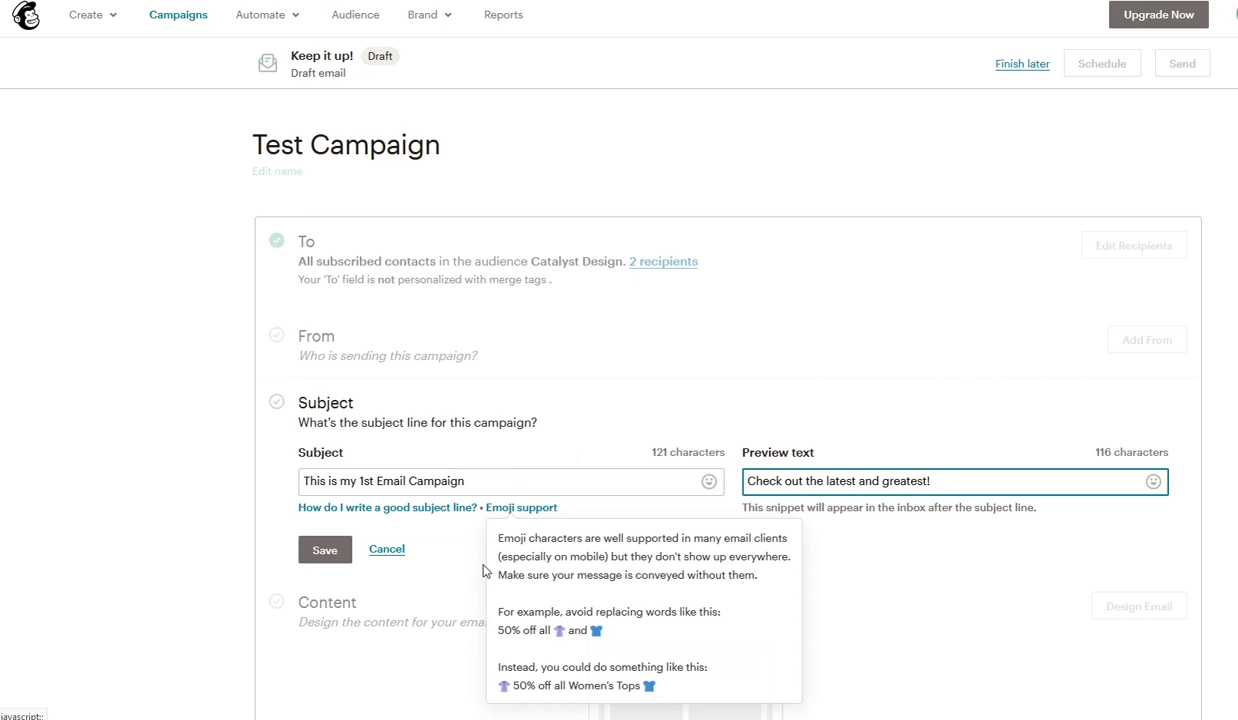 Create
Campaigns
Automate
Audience
Brand
Reports
Upgrade Now
Keep it up! Draft
Draft email
Finish later
Schedule
Send
Test Campaign
Edit name
To
All subscribed contacts in the audience Catalyst Design. 2 recipients
Your 'To' field is not personalized with merge tags .
Edit Recipients
From
Who is sending this campaign?
Add From
Subject
What's the subject line for this campaign?
Subject 121 characters
This is my 1st Email Campaign
How do I write a good subject line? • Emoji support
Preview text 116 characters
Check out the latest and greatest!
This snippet will appear in the inbox after the subject line.
Save
Cancel
Emoji characters are well supported in many email clients
(especially on mobile) but they don't show up everywhere.
Make sure your message is conveyed without them.
For example, avoid replacing words like this:
50% off all 👚 and 👕
Instead, you could do something like this:
👚 50% off all Women's Tops 👕
Content
Design the content for your emai
Design Email
javascript:;